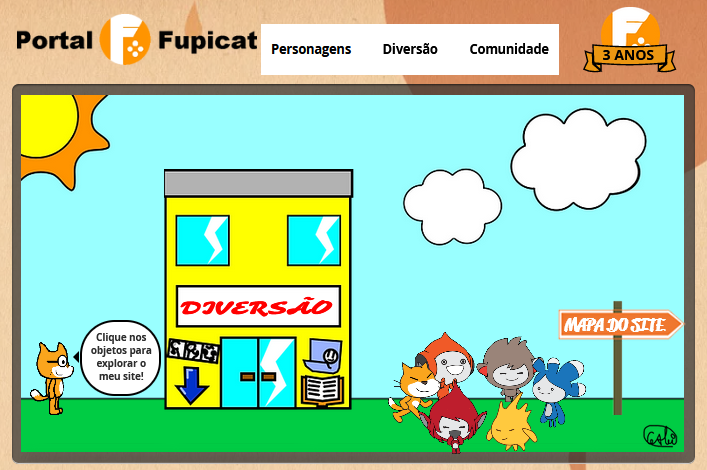 Portal Fupicat
Personagens Diversão Comunidade
3 ANOS
DIVERSÃO
MAPA DO SITE
Clique nos
objetos para
explorar o
meu site!